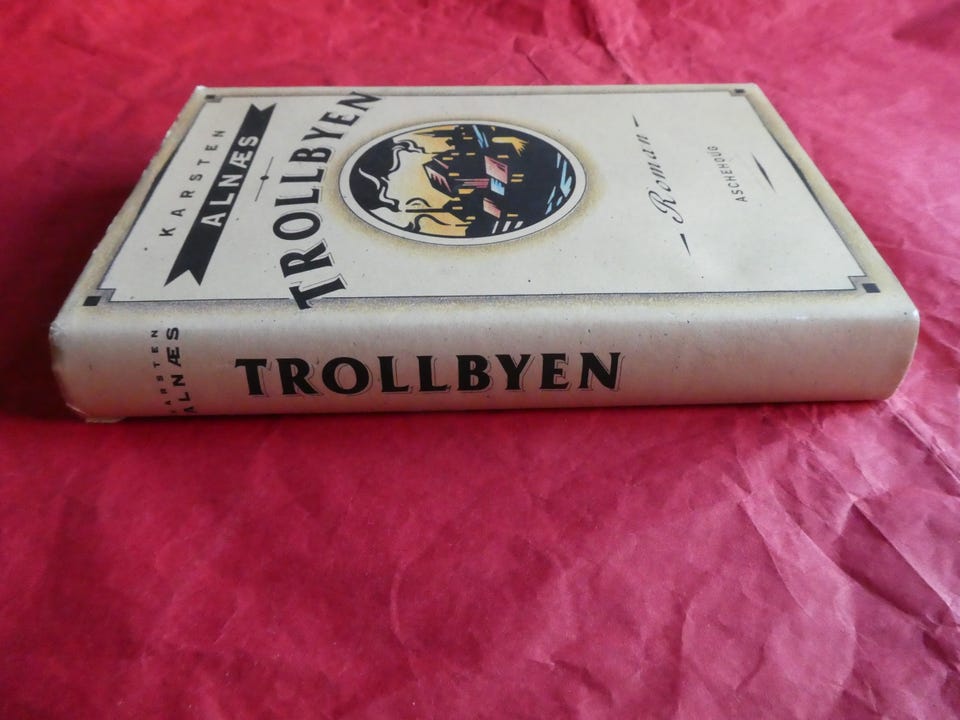 KARSTEN
ALNÆS
TROLLBYEN
Roman
ASCHEHOUG
KARSTEN
ALNÆS
TROLLBYEN